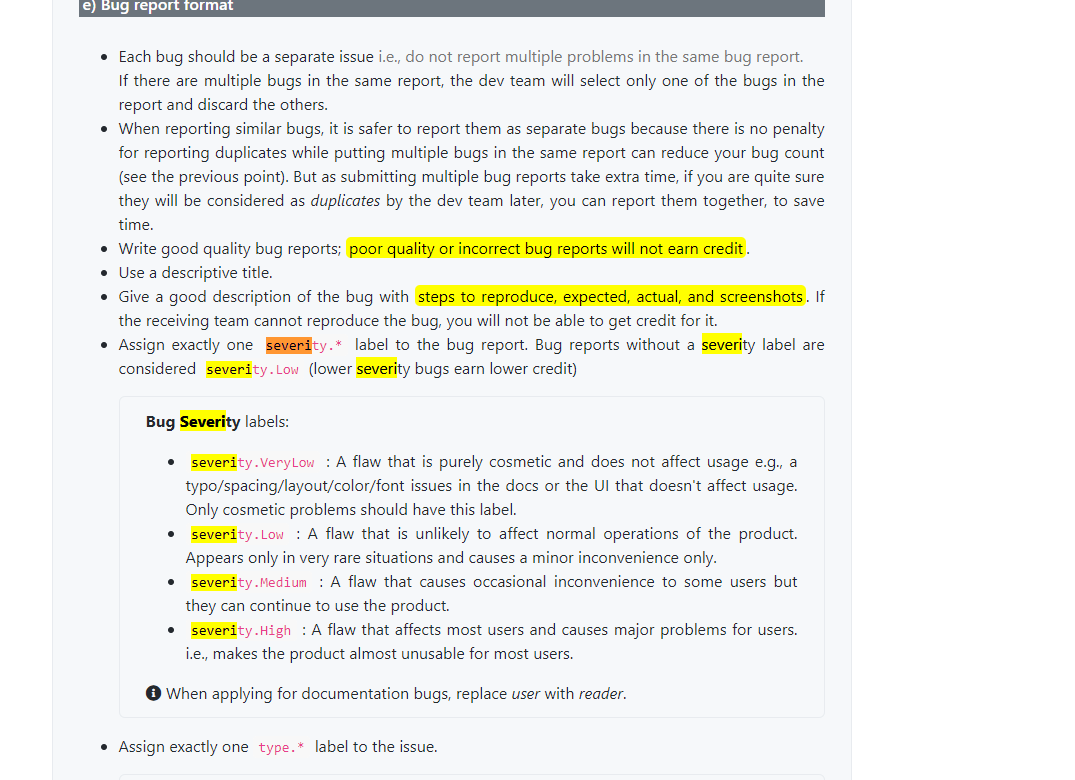 e) Bug report format
Each bug should be a separate issue i.e., do not report multiple problems in the same bug report.
If there are multiple bugs in the same report, the dev team will select only one of the bugs in the
report and discard the others.
When reporting similar bugs, it is safer to report them as separate bugs because there is no penalty
for reporting duplicates while putting multiple bugs in the same report can reduce your bug count
(see the previous point). But as submitting multiple bug reports take extra time, if you are quite sure
they will be considered as duplicates by the dev team later, you can report them together, to save
time.
Write good quality bug reports; poor quality or incorrect bug reports will not earn credit.
Use a descriptive title.
Give a good description of the bug with steps to reproduce, expected, actual, and screenshots. If
the receiving team cannot reproduce the bug, you will not be able to get credit for it.
Assign exactly one severity.* label to the bug report. Bug reports without a severity label are
considered severity.Low (lower severity bugs earn lower credit)
Bug Severity labels:
severity.VeryLow : A flaw that is purely cosmetic and does not affect usage e.g., a
typo/spacing/layout/color/font issues in the docs or the UI that doesn't affect usage.
Only cosmetic problems should have this label.
severity.Low : A flaw that is unlikely to affect normal operations of the product.
Appears only in very rare situations and causes a minor inconvenience only.
severity.Medium : A flaw that causes occasional inconvenience to some users but
they can continue to use the product.
severity.High : A flaw that affects most users and causes major problems for users.
i.e., makes the product almost unusable for most users.
When applying for documentation bugs, replace user with reader.
Assign exactly one type.* label to the issue.